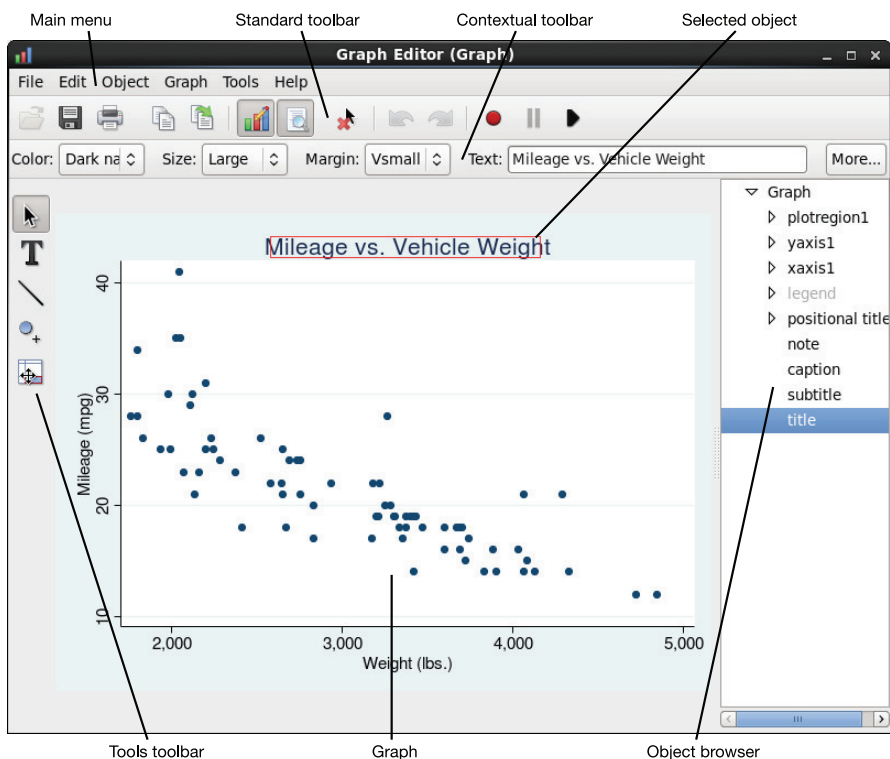 Main menu
Standard toolbar
Contextual toolbar
Selected object
Graph Editor (Graph)
File Edit Object Graph Tools Help
Color: Dark na Size: Large Margin: Vsmall Text: Mileage vs. Vehicle Weight More...
T
Mileage vs. Vehicle Weight
Mileage (mpg)
40
30
20
10
2,000 3,000 4,000 5,000
Weight (lbs.)
Graph
plotregion1
yaxis1
xaxis1
legend
positional title
note
caption
subtitle
title
Tools toolbar
Graph
Object browser